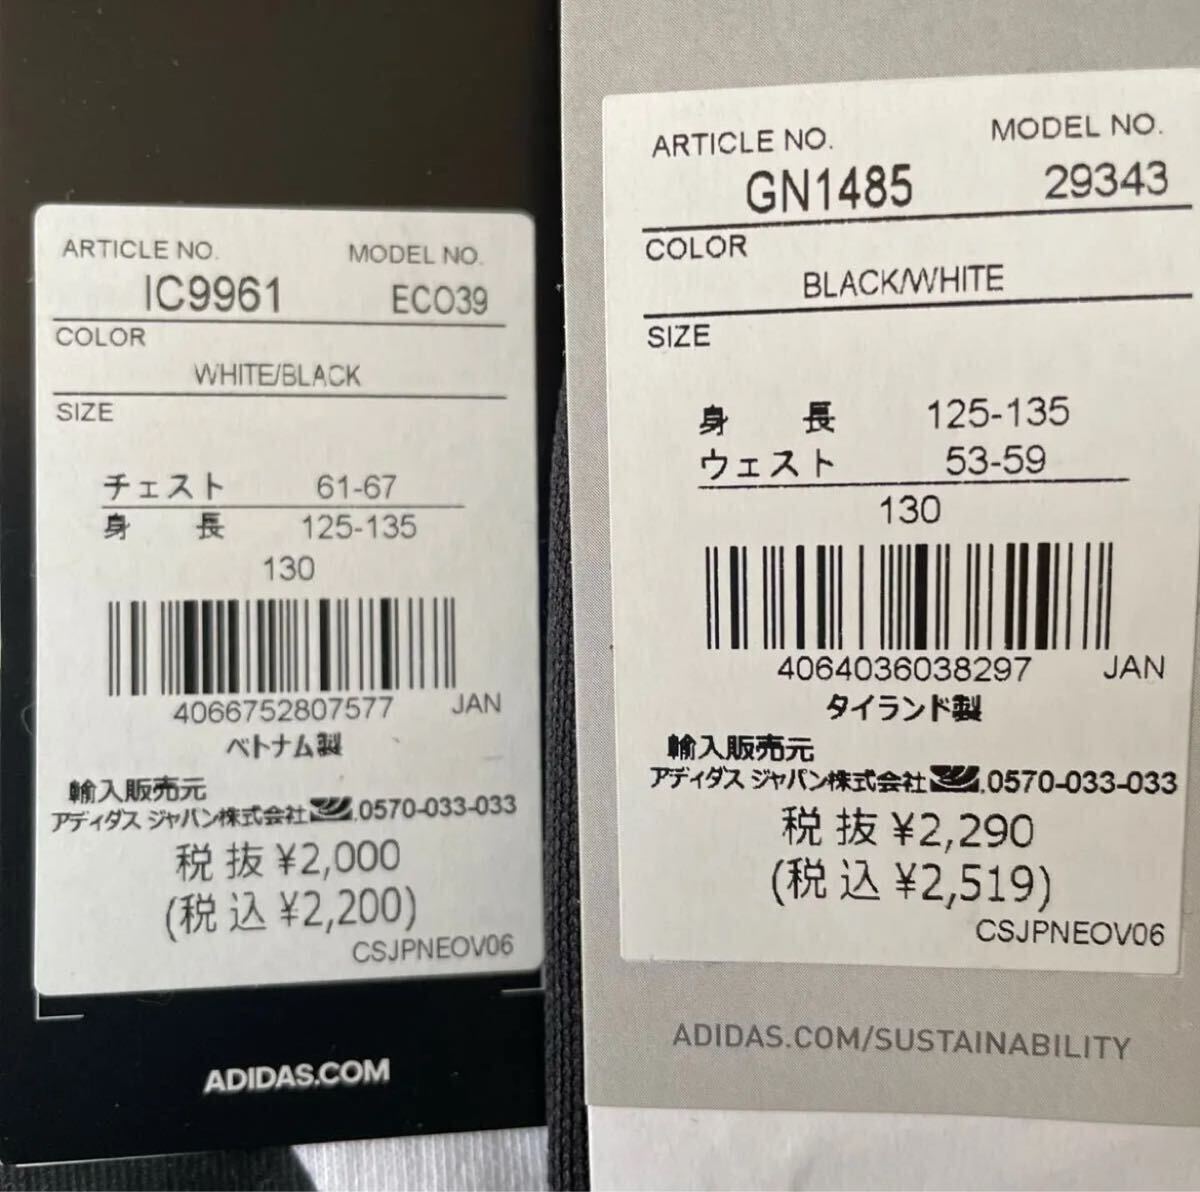 ARTICLE NO. MODEL NO.
IC9961 ECO39
COLOR
WHITE/BLACK
SIZE
チェスト 61-67
身長 125-135
130
4066752807577 JAN
ベトナム製
輸入販売元
アディダス ジャパン株式会社 .0570-033-033
税抜 ¥2,000
(税込 ¥2,200)
CSJPNEOV06
ADIDAS.COM
ARTICLE NO. MODEL NO.
GN1485 29343
COLOR
BLACK/WHITE
SIZE
身長 125-135
ウェスト 53-59
130
4064036038297 JAN
タイランド製
輸入販売元
アディダス ジャパン株式会社 .0570-033-033
税抜 ¥2,290
(税込 ¥2,519)
CSJPNEOV06
ADIDAS.COM/SUSTAINABILITY